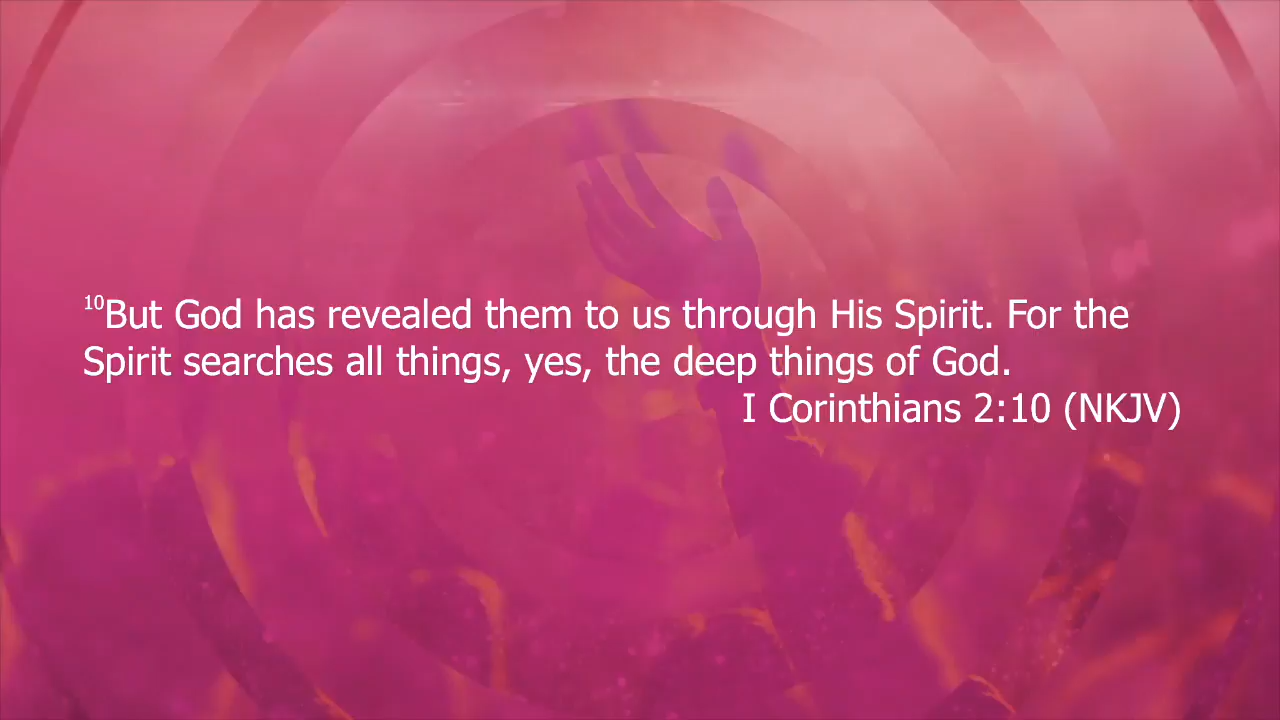 10But God has revealed them to us through His Spirit. For the
Spirit searches all things, yes, the deep things of God.
I Corinthians 2:10 (NKJV)